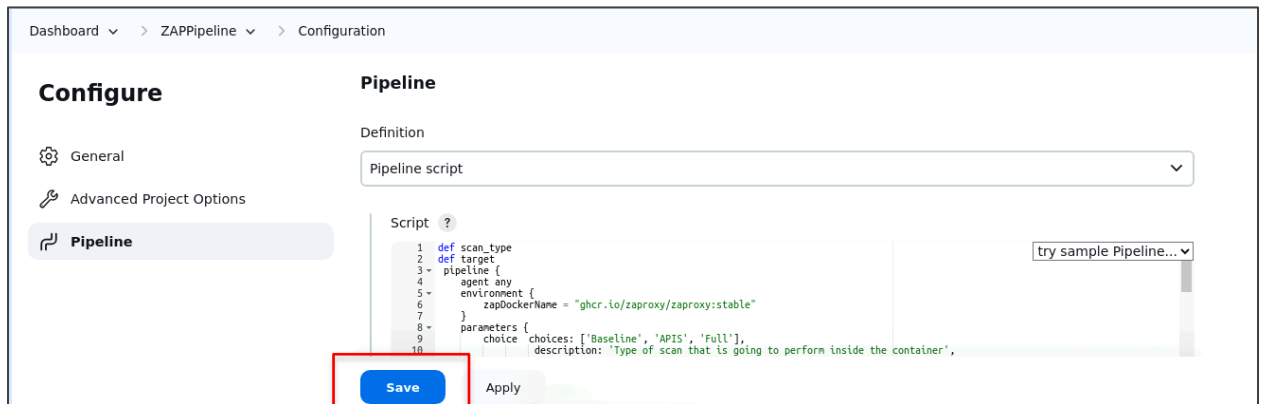 Dashboard > ZAPPipeline > Configuration
Configure
General
Advanced Project Options
Pipeline
Pipeline
Definition
Pipeline script
Script ?
try sample Pipeline...
1 def scan_type
2 def target
3 pipeline {
4 agent any
5 environment {
6 zapDockerName = "ghcr.io/zaproxy/zaproxy:stable"
7 }
8 parameters {
9 choice choices: ['Baseline', 'APIS', 'Full'],
10 description: 'Type of scan that is going to perform inside the container',
Save Apply